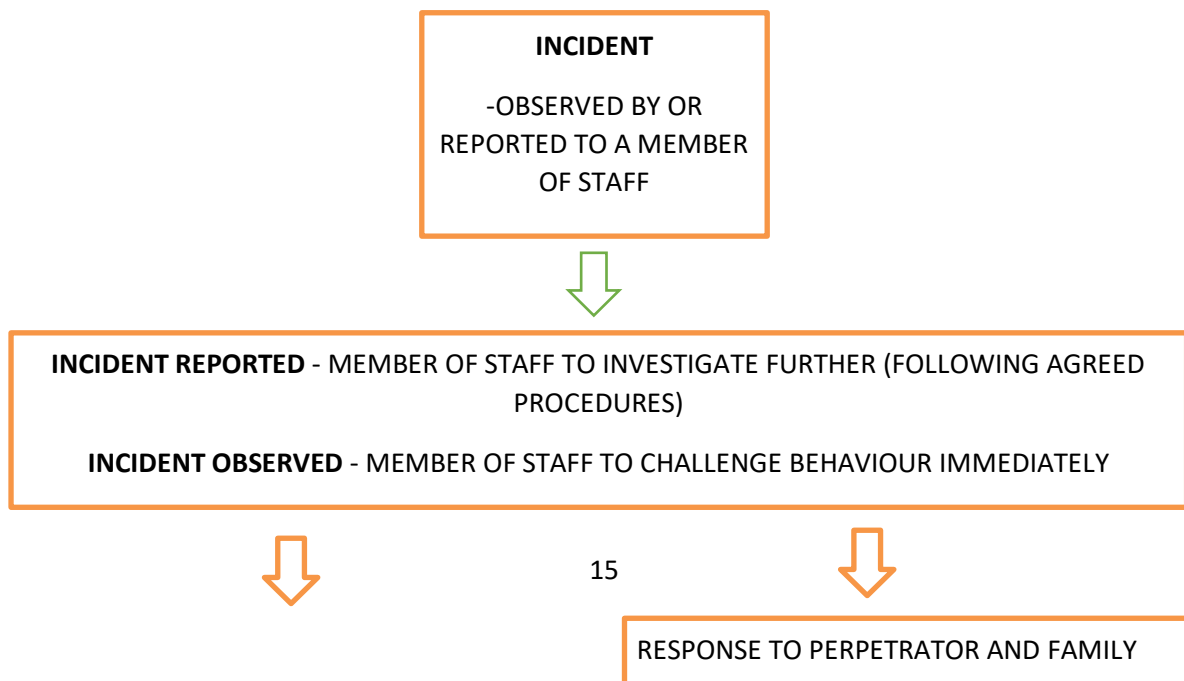 INCIDENT
-OBSERVED BY OR
REPORTED TO A MEMBER
OF STAFF
INCIDENT REPORTED - MEMBER OF STAFF TO INVESTIGATE FURTHER (FOLLOWING AGREED
PROCEDURES)
INCIDENT OBSERVED - MEMBER OF STAFF TO CHALLENGE BEHAVIOUR IMMEDIATELY
15
RESPONSE TO PERPETRATOR AND FAMILY